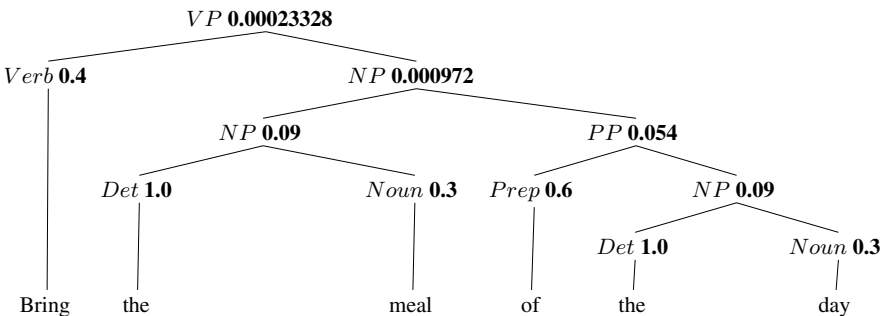 VP 0.00023328
Verb 0.4 NP 0.000972
NP 0.09 PP 0.054
Det 1.0 Noun 0.3 Prep 0.6 NP 0.09
Det 1.0 Noun 0.3
Bring the meal of the day